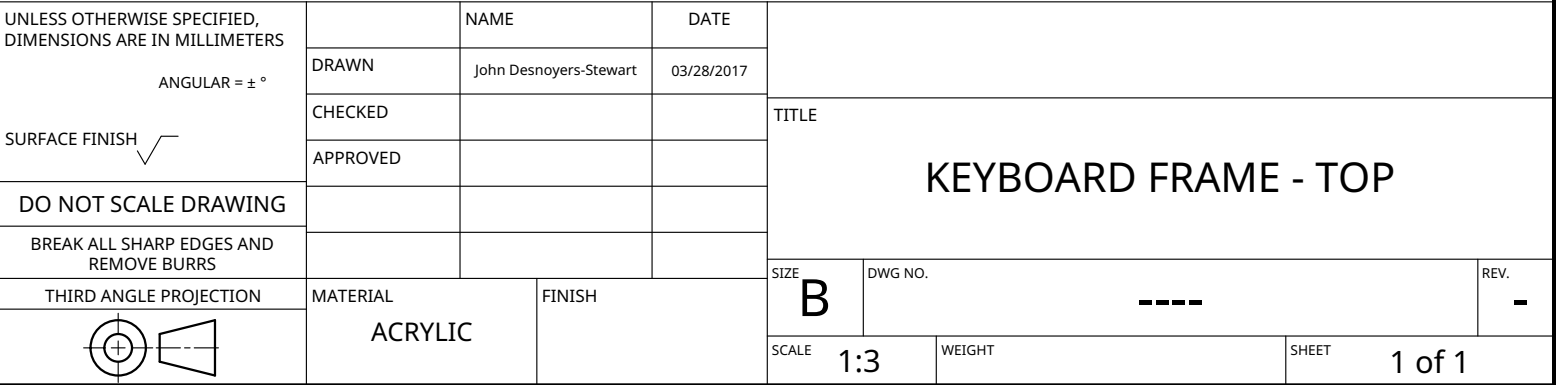 UNLESS OTHERWISE SPECIFIED,
DIMENSIONS ARE IN MILLIMETERS
ANGULAR = ± °
SURFACE FINISH
DO NOT SCALE DRAWING
BREAK ALL SHARP EDGES AND
REMOVE BURRS
THIRD ANGLE PROJECTION
NAME
DATE
DRAWN
John Desnoyers-Stewart
03/28/2017
CHECKED
APPROVED
MATERIAL
ACRYLIC
FINISH
TITLE
KEYBOARD FRAME - TOP
SIZE
B
DWG NO.
----
REV.
-
SCALE
1:3
WEIGHT
SHEET
1 of 1